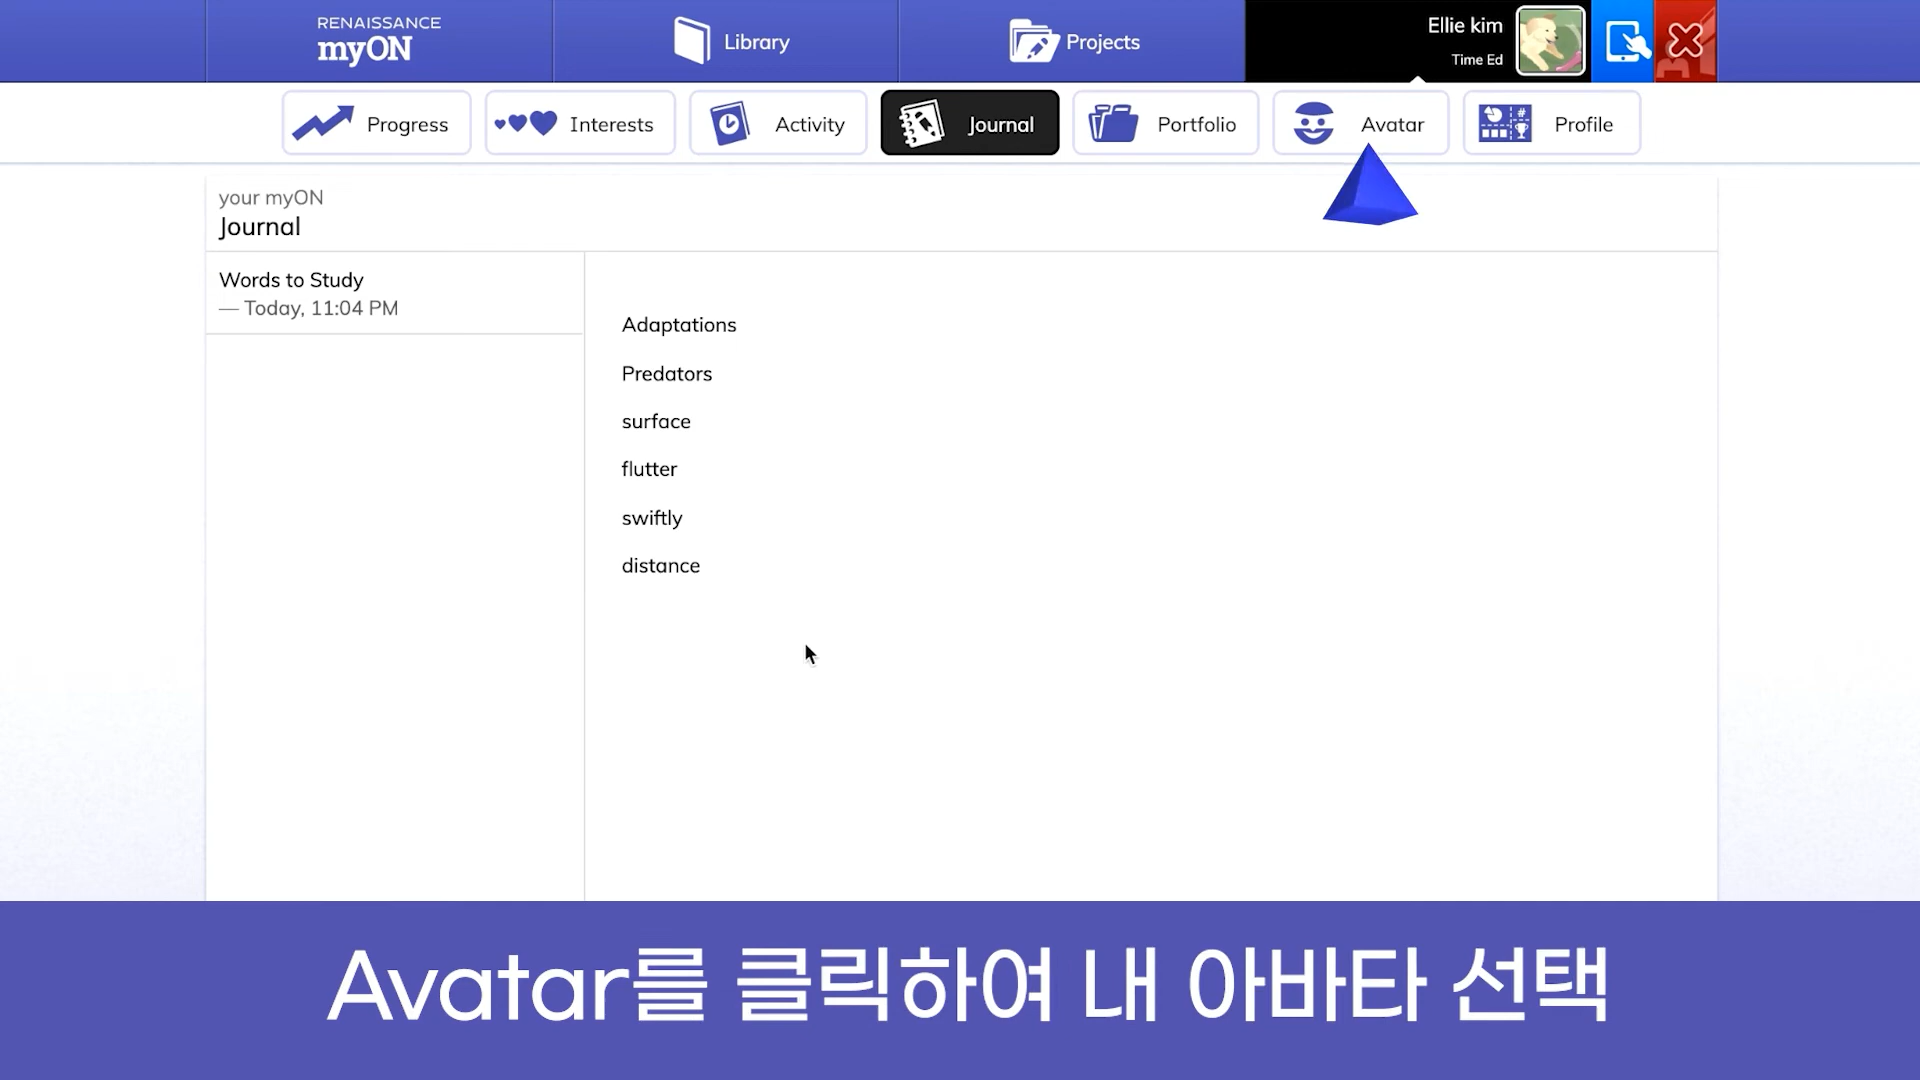 RENAISSANCE
myON
Library
Projects
Ellie kim
Time Ed
Progress
Interests
Activity
Journal
Portfolio
Avatar
Profile
your myON
Journal
Words to Study
— Today, 11:04 PM
Adaptations
Predators
surface
flutter
swiftly
distance
Avatar를 클릭하여 내 아바타 선택